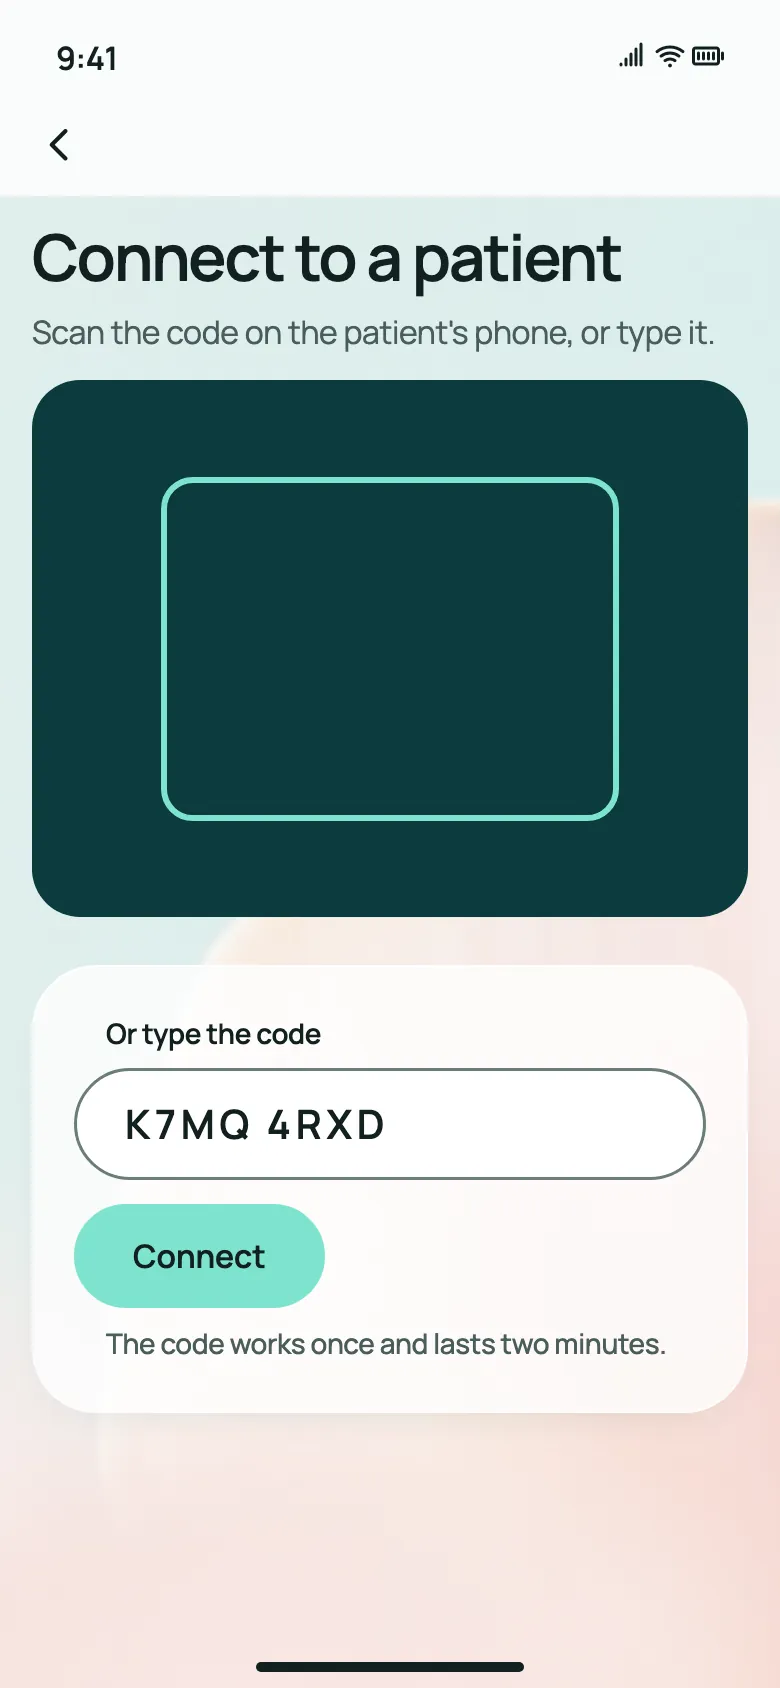 9:41
Connect to a patient
Scan the code on the patient's phone, or type it.
Or type the code
K7MQ 4RXD
Connect
The code works once and lasts two minutes.